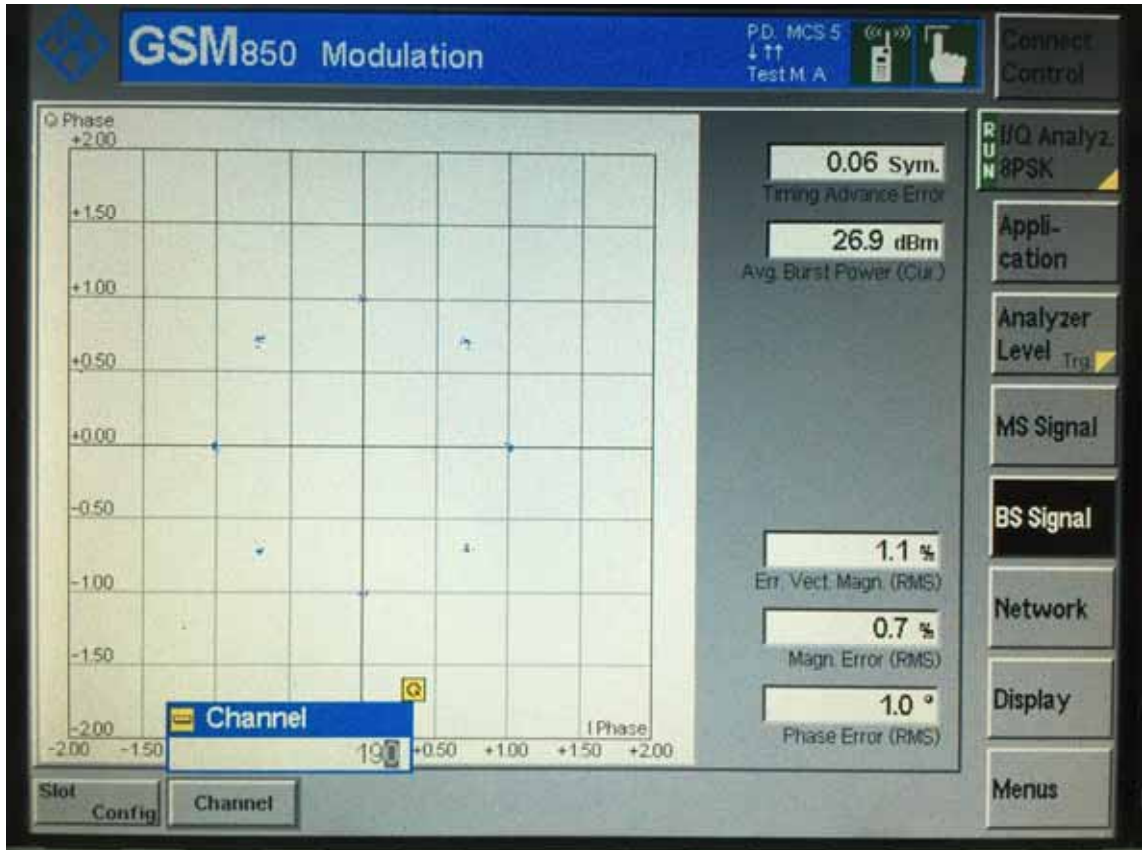 GSM850 Modulation
P.D. MCS 5
↓ ↑↑
Test M. A
Connect
Control
Q Phase
+2.00
+1.50
+1.00
+0.50
+0.00
-0.50
-1.00
-1.50
-2.00
-2.00 -1.50 +0.50 +1.00 +1.50 +2.00
I Phase
Q
Channel
0.06 Sym.
Timing Advance Error
26.9 dBm
Avg. Burst Power (Cur.)
1.1 %
Err. Vect. Magn. (RMS)
0.7 %
Magn. Error (RMS)
1.0 °
Phase Error (RMS)
RUN
I/Q Analyz.
8PSK
Appli-
cation
Analyzer
Level Trg.
MS Signal
BS Signal
Network
Display
Menus
Slot
Config
Channel